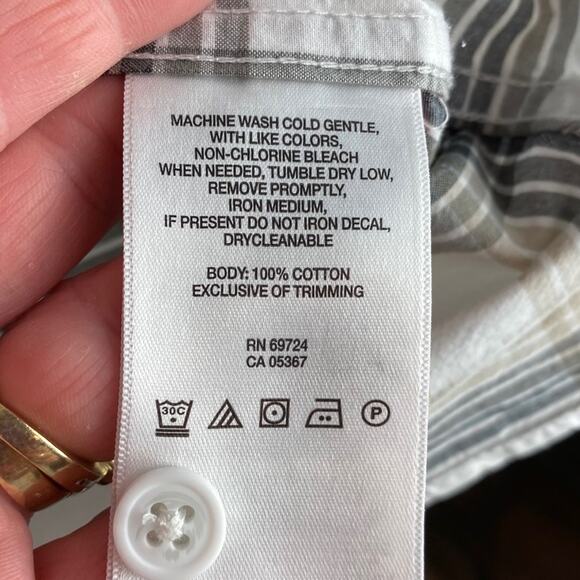 MACHINE WASH COLD GENTLE,
WITH LIKE COLORS,
NON-CHLORINE BLEACH
WHEN NEEDED, TUMBLE DRY LOW,
REMOVE PROMPTLY,
IRON MEDIUM,
IF PRESENT DO NOT IRON DECAL,
DRYCLEANABLE
BODY: 100% COTTON
EXCLUSIVE OF TRIMMING
RN 69724
CA 05367
30C P